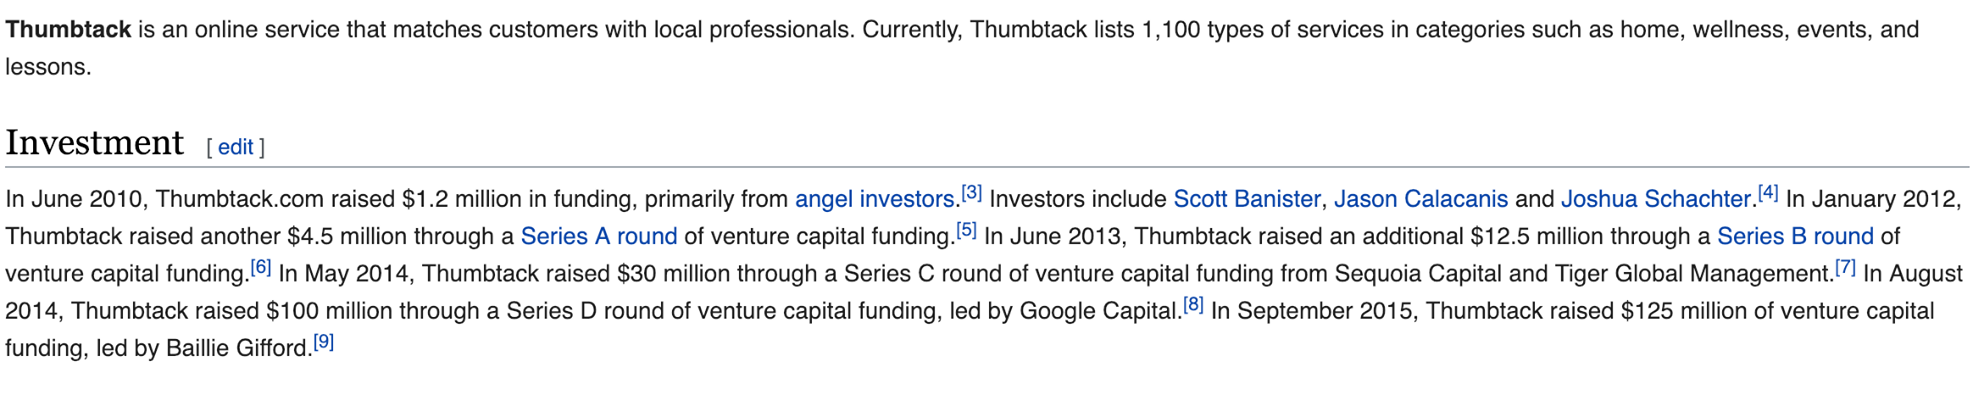 Thumbtack is an online service that matches customers with local professionals. Currently, Thumbtack lists 1,100 types of services in categories such as home, wellness, events, and
lessons.
Investment [ edit ]
In June 2010, Thumbtack.com raised $1.2 million in funding, primarily from angel investors.[3] Investors include Scott Banister, Jason Calacanis and Joshua Schachter.[4] In January 2012,
Thumbtack raised another $4.5 million through a Series A round of venture capital funding.[5] In June 2013, Thumbtack raised an additional $12.5 million through a Series B round of
venture capital funding.[6] In May 2014, Thumbtack raised $30 million through a Series C round of venture capital funding from Sequoia Capital and Tiger Global Management.[7] In August
2014, Thumbtack raised $100 million through a Series D round of venture capital funding, led by Google Capital.[8] In September 2015, Thumbtack raised $125 million of venture capital
funding, led by Baillie Gifford.[9]